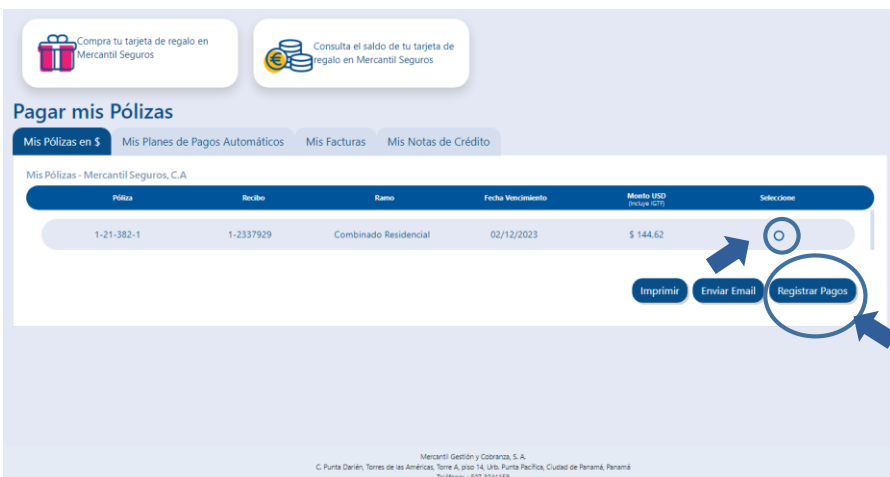 Compra tu tarjeta de regalo en
Mercantil Seguros
Consulta el saldo de tu tarjeta de
regalo en Mercantil Seguros
Pagar mis Pólizas
Mis Pólizas en $ Mis Planes de Pagos Automáticos Mis Facturas Mis Notas de Crédito
Mis Pólizas - Mercantil Seguros, C.A
Póliza Recibo Ramo Fecha Vencimiento Monto USD Seleccione
(Incluye IGTF)
1-21-382-1 1-2337929 Combinado Residencial 02/12/2023 $ 144,62
Imprimir Enviar Email Registrar Pagos
Mercantil Gestión y Cobranza, S. A.
C. Punta Darién, Torres de las Américas, Torre A, piso 14, Urb. Punta Pacífica, Ciudad de Panamá, Panamá